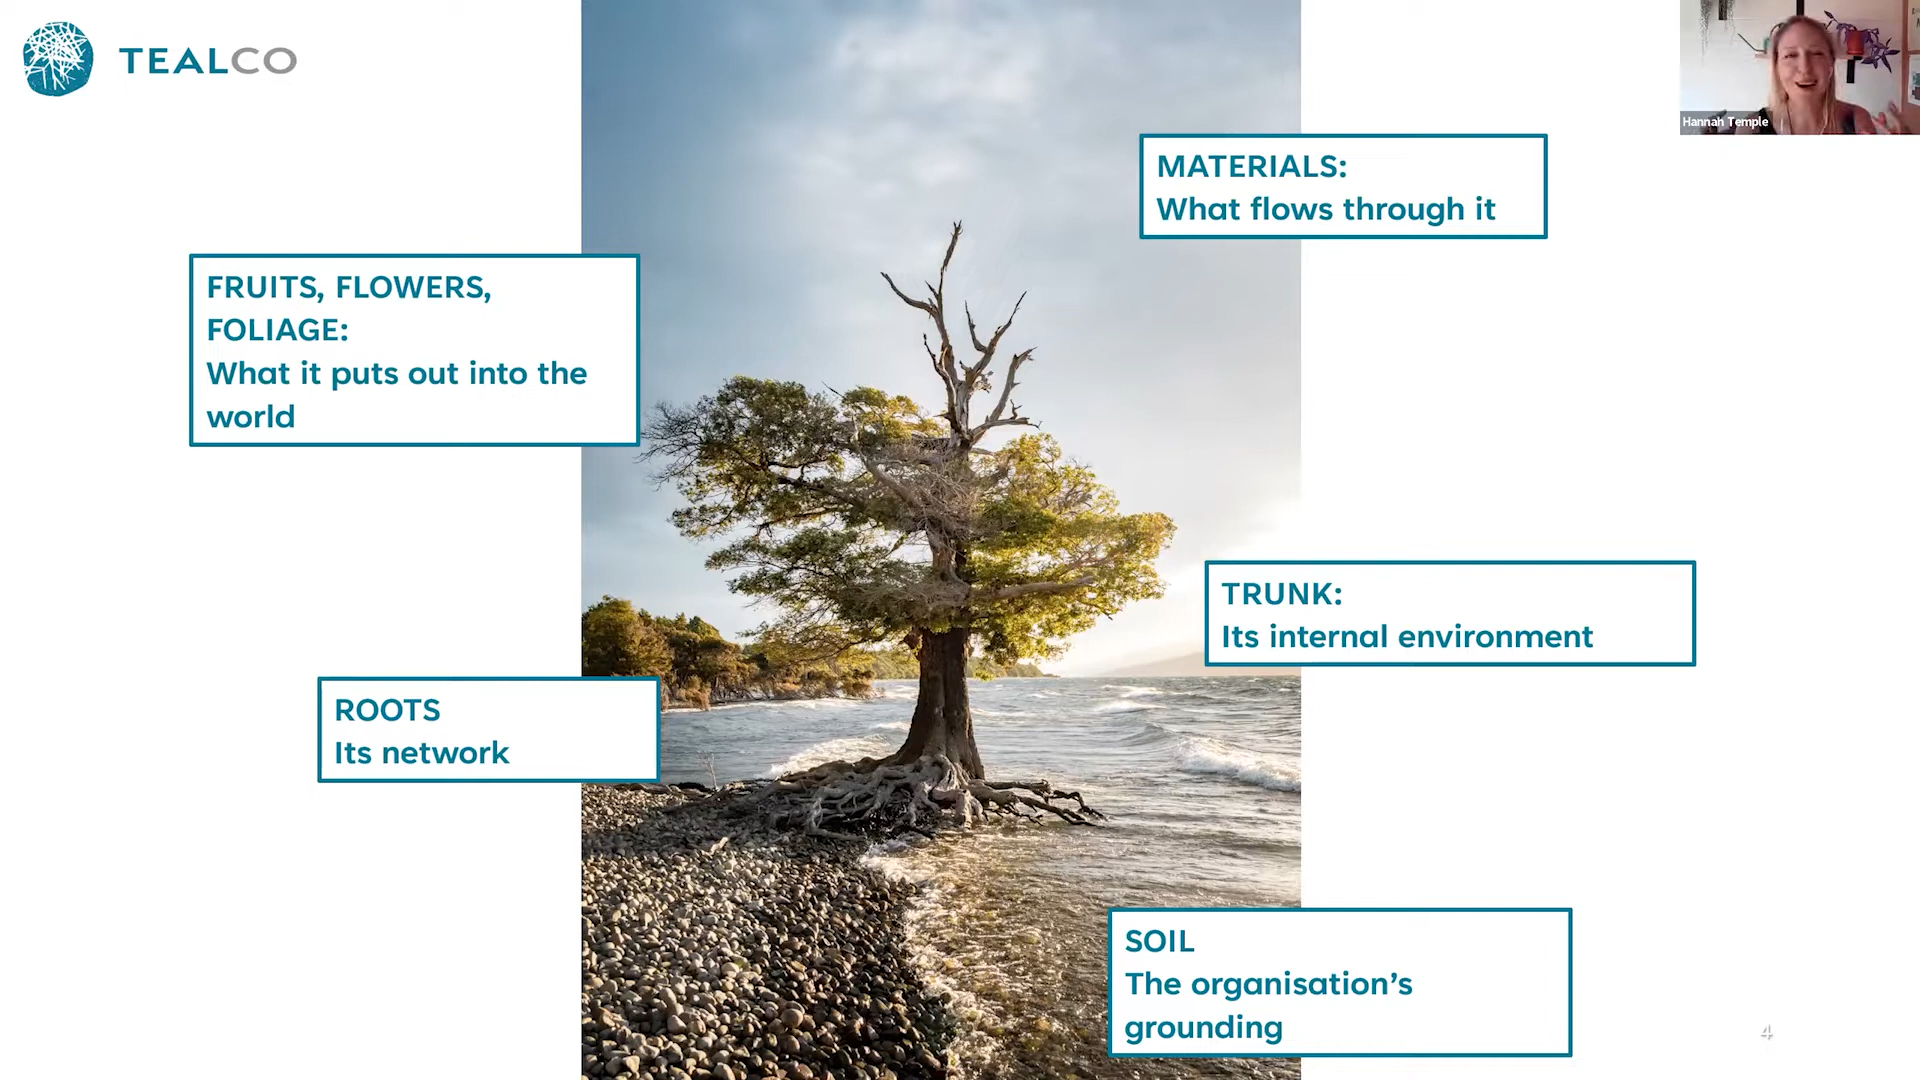 TEALCO
Hannah Temple
MATERIALS:
What flows through it
FRUITS, FLOWERS,
FOLIAGE:
What it puts out into the
world
TRUNK:
Its internal environment
ROOTS
Its network
SOIL
The organisation’s
grounding
4